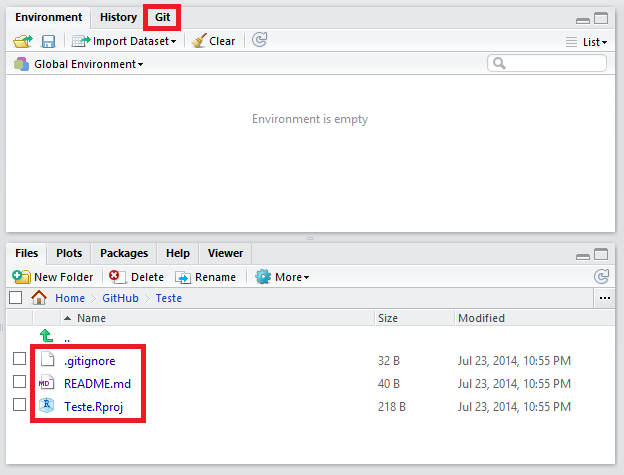 Environment History Git
Import Dataset Clear List
Global Environment
Environment is empty
Files Plots Packages Help Viewer
New Folder Delete Rename More
Home GitHub Teste ...
Name Size Modified
..
.gitignore 32 B Jul 23, 2014, 10:55 PM
MD README.md 40 B Jul 23, 2014, 10:55 PM
R Teste.Rproj 218 B Jul 23, 2014, 10:55 PM